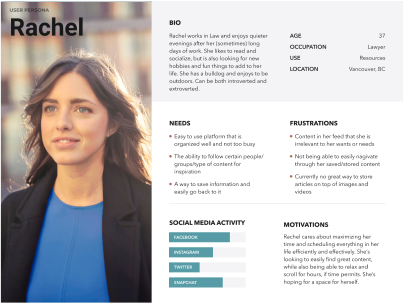 USER PERSONA
Rachel
BIO
Rachel works in Law and enjoys quieter
evenings after her (sometimes) long
days of work. She likes to read and
socialize, but is also looking for new
hobbies and fun things to add to her
life. She has a bulldog and enjoys to be
outdoors. Can be both introverted and
extroverted.
AGE 37
OCCUPATION Lawyer
USE Resources
LOCATION Vancouver, BC
NEEDS
• Easy to use platform that is
organized well and not too busy
• The ability to follow certain people/
groups/type of content for
inspiration
• A way to save information and
easily go back to it
FRUSTRATIONS
• Content in her feed that she is
irrelevant to her wants or needs
• Not being able to easily naginate
through her saved/stored content
• Currently no great way to store
articles on top of images and
videos
SOCIAL MEDIA ACTIVITY
FACEBOOK
INSTAGRAM
TWITTER
SNAPCHAT
MOTIVATIONS
Rachel cares about maximizing her
time and scheduling everything in her
life efficiently and effectively. She's
looking to easily find great content,
while also being able to relax and
scroll for hours, if time permits. She's
hoping for a space for herself.